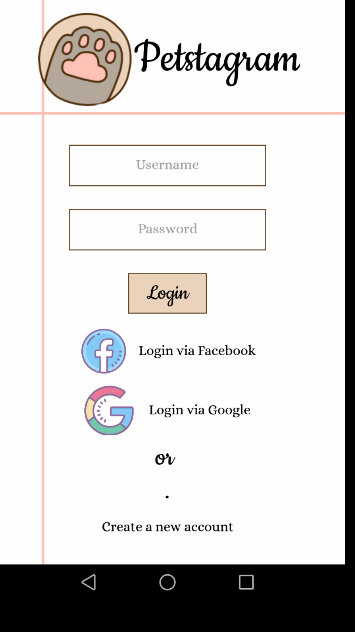 Petstagram
Username
Password
Login
Login via Facebook
Login via Google
or
.
Create a new account